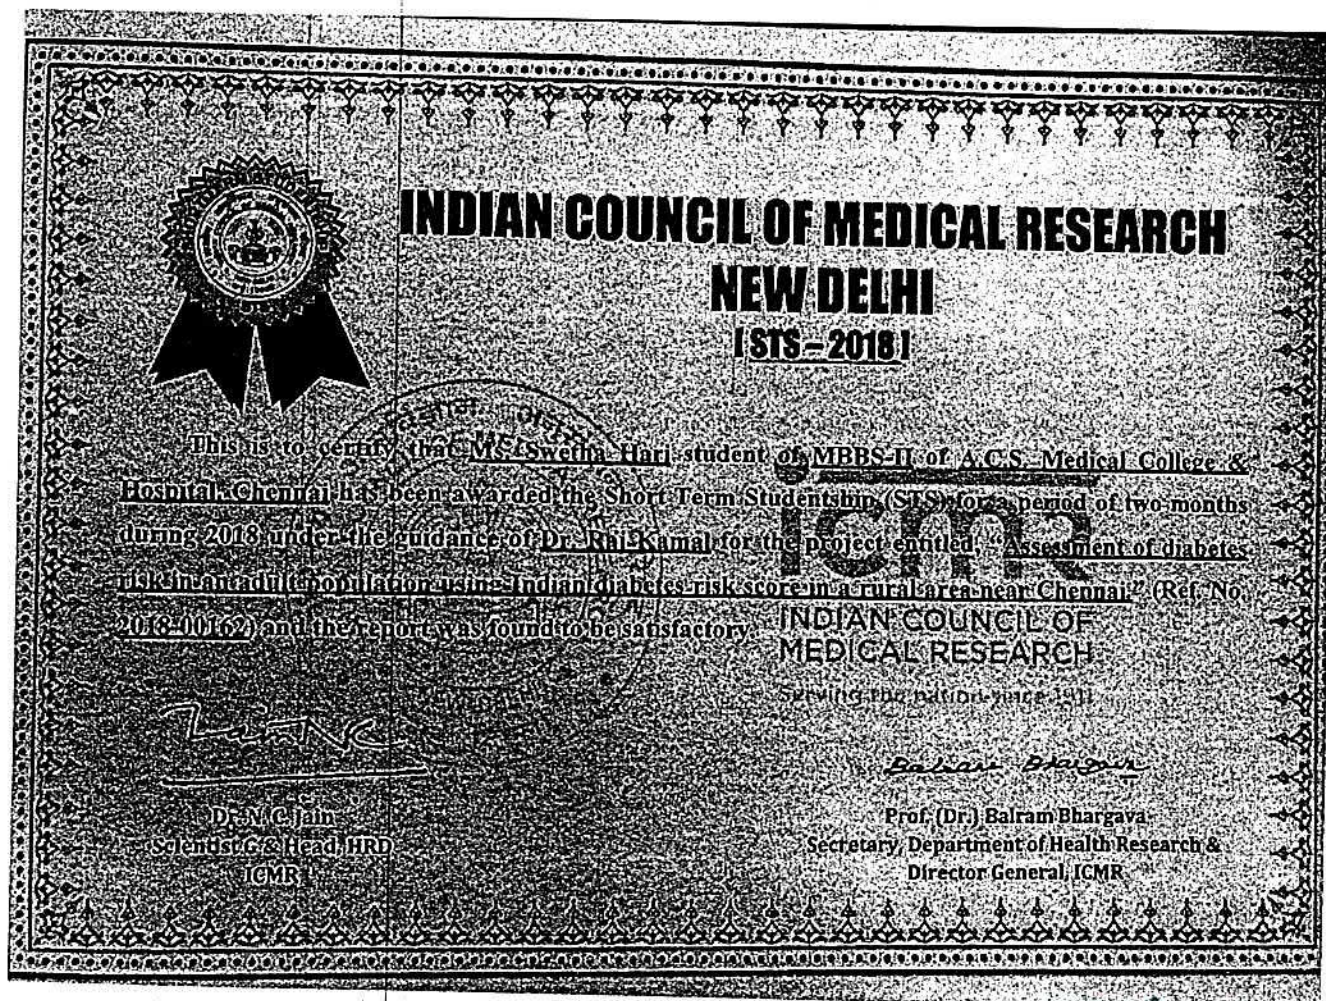 INDIAN COUNCIL OF MEDICAL RESEARCH
NEW DELHI
[ STS – 2018 ]
This is to certify that Ms. Swetha Hari student of MBBS-II of A.C.S. Medical College &
Hospital, Chennai has been awarded the Short Term Studentship (STS) for a period of two months
during 2018 under the guidance of Dr. Raj Kamal for the project entitled "Assessment of diabetes
risk in an adult population using Indian diabetes risk score in a rural area near Chennai." (Ref. No.
2018-00162) and the report was found to be satisfactory.
icmr
INDIAN COUNCIL OF
MEDICAL RESEARCH
Serving the nation since 1911
Dr. N.C. Jain
Scientist G & Head, HRD
ICMR
Balram Bhargava
Prof. (Dr.) Balram Bhargava
Secretary, Department of Health Research &
Director General, ICMR